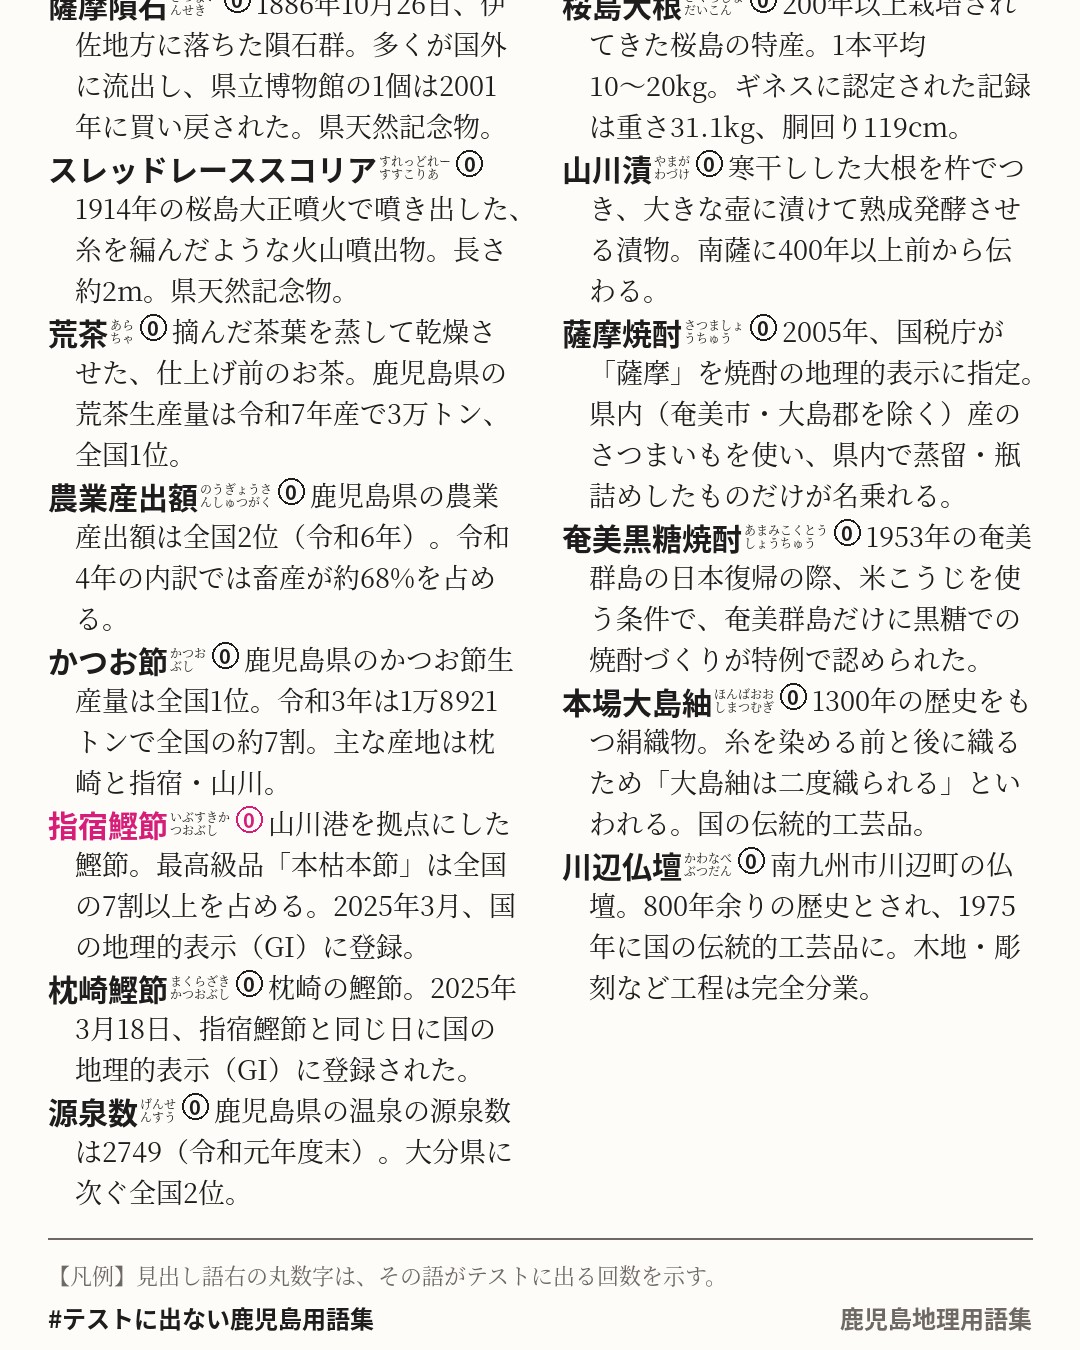 薩摩隕石 んせき ⓪ 1886年10月26日、伊
佐地方に落ちた隕石群。多くが国外
に流出し、県立博物館の1個は2001
年に買い戻された。県天然記念物。
スレッドレーススコリア すれっどれー すすこりあ ⓪
1914年の桜島大正噴火で噴き出した、
糸を編んだような火山噴出物。長さ
約2m。県天然記念物。
荒茶 あら ちゃ ⓪ 摘んだ茶葉を蒸して乾燥さ
せた、仕上げ前のお茶。鹿児島県の
荒茶生産量は令和7年産で3万トン、
全国1位。
農業産出額 のうぎょうさ んしゅつがく ⓪ 鹿児島県の農業
産出額は全国2位（令和6年）。令和
4年の内訳では畜産が約68%を占め
る。
かつお節 かつお ぶし ⓪ 鹿児島県のかつお節生
産量は全国1位。令和3年は1万8921
トンで全国の約7割。主な産地は枕
崎と指宿・山川。
指宿鰹節 いぶすきか つおぶし ⓪ 山川港を拠点にした
鰹節。最高級品「本枯本節」は全国
の7割以上を占める。2025年3月、国
の地理的表示（GI）に登録。
枕崎鰹節 まくらざき かつおぶし ⓪ 枕崎の鰹節。2025年
3月18日、指宿鰹節と同じ日に国の
地理的表示（GI）に登録された。
源泉数 げんせ んすう ⓪ 鹿児島県の温泉の源泉数
は2749（令和元年度末）。大分県に
次ぐ全国2位。
桜島大根 だいこん ⓪ 200年以上栽培され
てきた桜島の特産。1本平均
10〜20kg。ギネスに認定された記録
は重さ31.1kg、胴回り119cm。
山川漬 やまが わづけ ⓪ 寒干しした大根を杵でつ
き、大きな壺に漬けて熟成発酵させ
る漬物。南薩に400年以上前から伝
わる。
薩摩焼酎 さつましょ うちゅう ⓪ 2005年、国税庁が
「薩摩」を焼酎の地理的表示に指定。
県内（奄美市・大島郡を除く）産の
さつまいもを使い、県内で蒸留・瓶
詰めしたものだけが名乗れる。
奄美黒糖焼酎 あまみこくとう しょうちゅう ⓪ 1953年の奄美
群島の日本復帰の際、米こうじを使
う条件で、奄美群島だけに黒糖での
焼酎づくりが特例で認められた。
本場大島紬 ほんばおお しまつむぎ ⓪ 1300年の歴史をも
つ絹織物。糸を染める前と後に織る
ため「大島紬は二度織られる」とい
われる。国の伝統的工芸品。
川辺仏壇 かわなべ ぶつだん ⓪ 南九州市川辺町の仏
壇。800年余りの歴史とされ、1975
年に国の伝統的工芸品に。木地・彫
刻など工程は完全分業。
【凡例】見出し語右の丸数字は、その語がテストに出る回数を示す。
#テストに出ない鹿児島用語集
鹿児島地理用語集